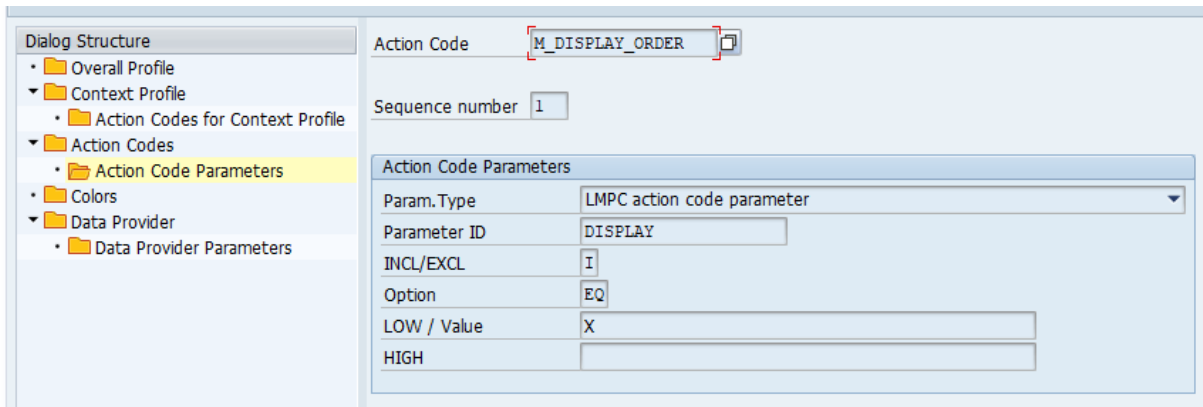 Dialog Structure
Overall Profile
Context Profile
Action Codes for Context Profile
Action Codes
Action Code Parameters
Colors
Data Provider
Data Provider Parameters
Action Code M_DISPLAY_ORDER
Sequence number 1
Action Code Parameters
Param.Type LMPC action code parameter
Parameter ID DISPLAY
INCL/EXCL I
Option EQ
LOW / Value X
HIGH